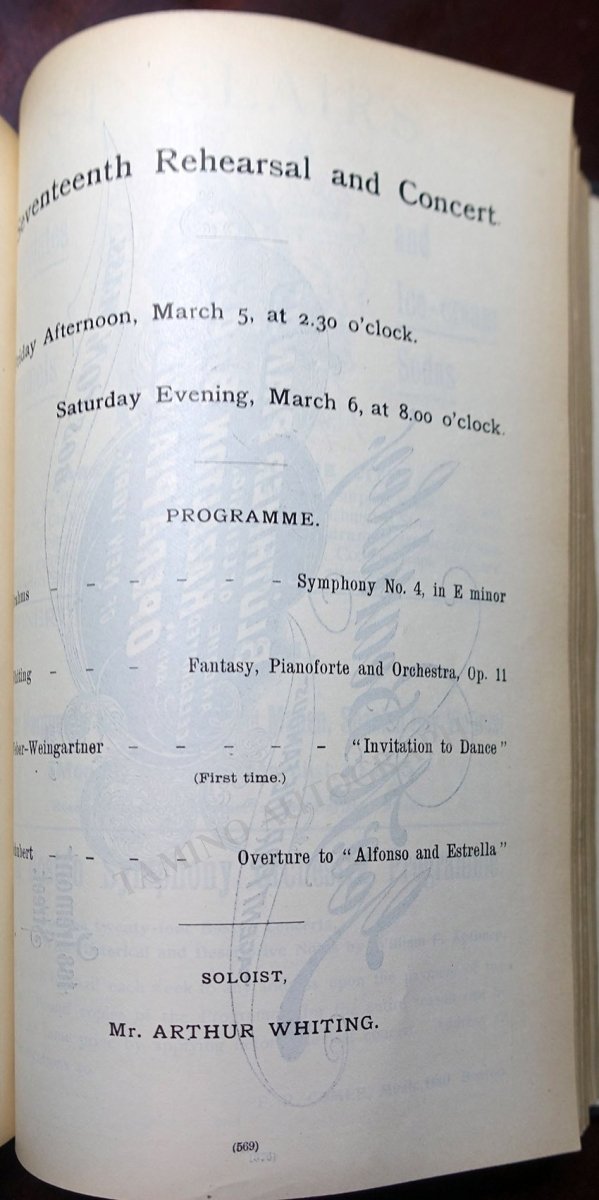 Seventeenth Rehearsal and Concert.
Afternoon, March 5, at 2.30 o'clock.
Saturday Evening, March 6, at 8.00 o'clock.
PROGRAMME.
- - - - - - Symphony No. 4, in E minor
- - - Fantasy, Pianoforte and Orchestra, Op. 11
Weingartner - - - - - "Invitation to Dance"
(First time.)
- - - - Overture to "Alfonso and Estrella"
TAMINO AUTOGRAPHS
SOLOIST,
Mr. ARTHUR WHITING.
(569)